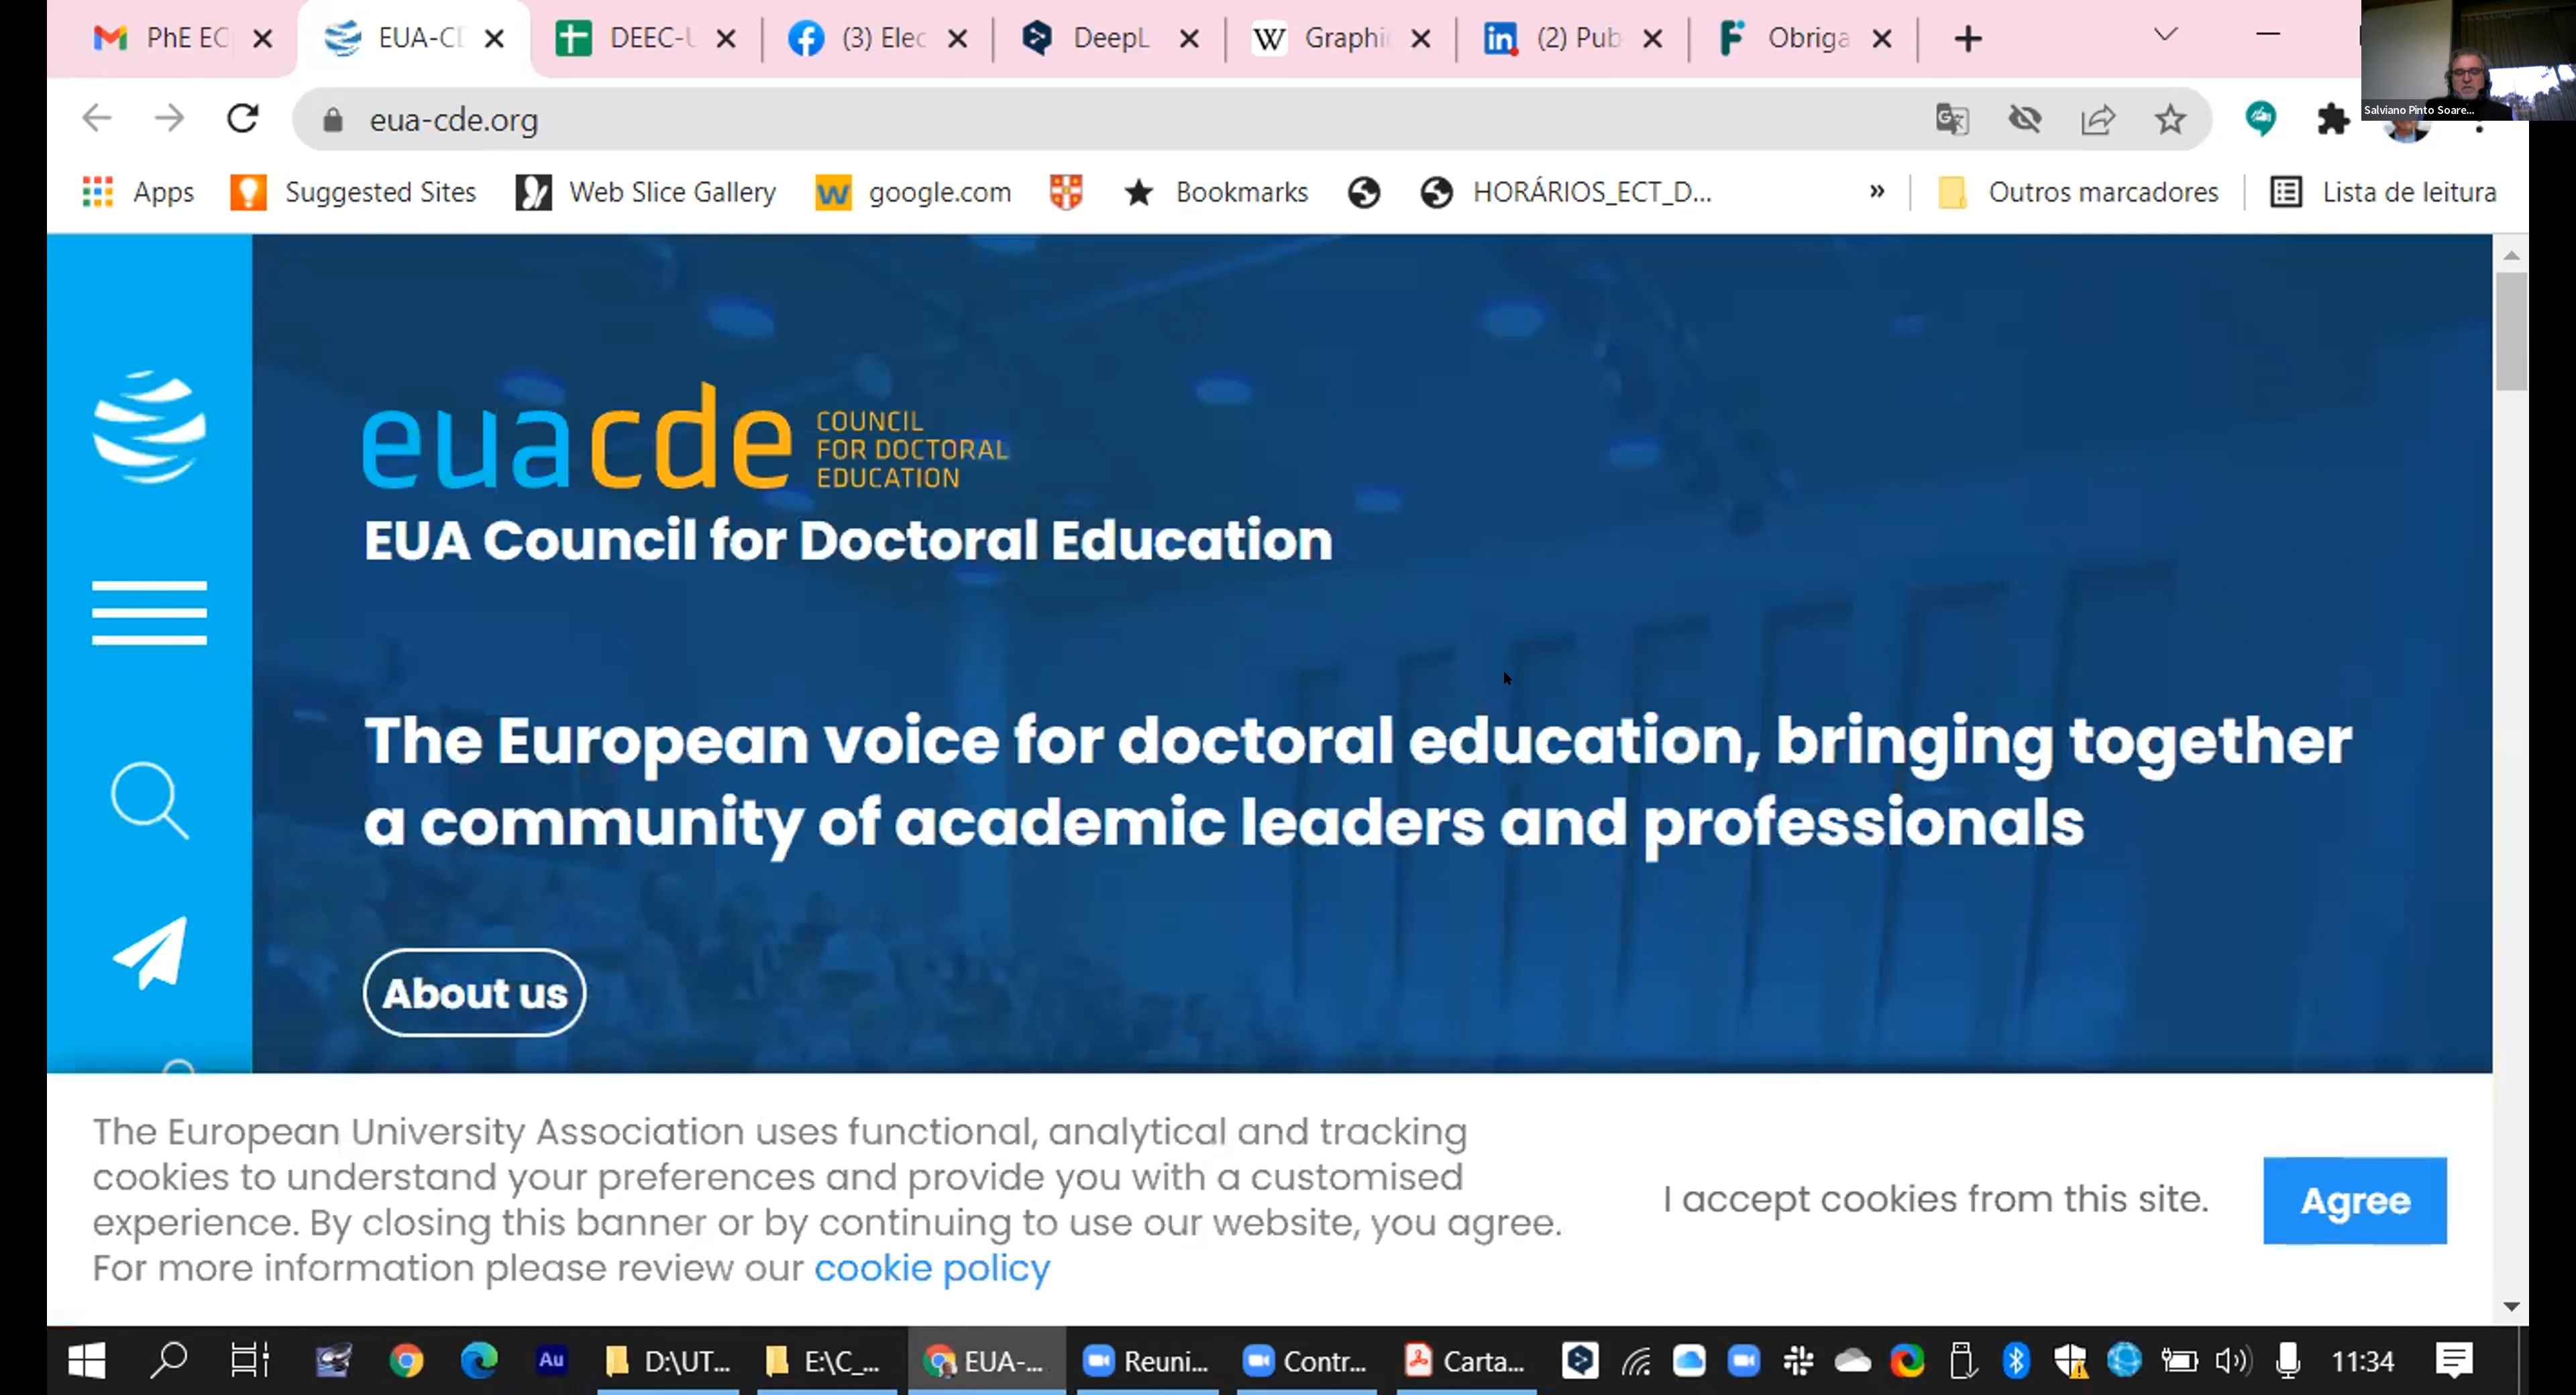 PhE EC
EUA-CD
DEEC-U
(3) Elec
DeepL
Graphi
(2) Pub
Obriga
eua-cde.org
Salviano Pinto Soare...
Apps
Suggested Sites
Web Slice Gallery
google.com
Bookmarks
HORÁRIOS_ECT_D...
»
Outros marcadores
Lista de leitura
euacde
COUNCIL
FOR DOCTORAL
EDUCATION
EUA Council for Doctoral Education
The European voice for doctoral education, bringing together
a community of academic leaders and professionals
About us
The European University Association uses functional, analytical and tracking
cookies to understand your preferences and provide you with a customised
experience. By closing this banner or by continuing to use our website, you agree.
For more information please review our cookie policy
I accept cookies from this site.
Agree
Au
D:\UT...
E:\C_...
EUA-...
Reuni...
Contr...
Carta...
11:34